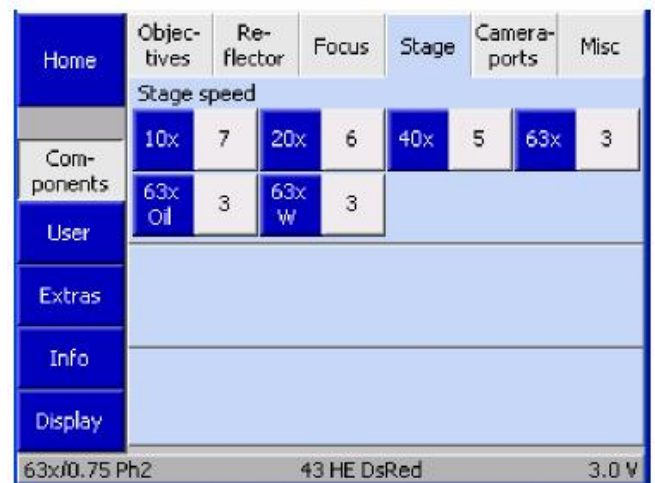 Home
Objec-
tives
Re-
flector
Focus
Stage
Camera-
ports
Misc
Stage speed
10x 7 20x 6 40x 5 63x 3
63x
Oil
3
63x
W
3
Com-
ponents
User
Extras
Info
Display
63x/0.75 Ph2 43 HE DsRed 3.0 V